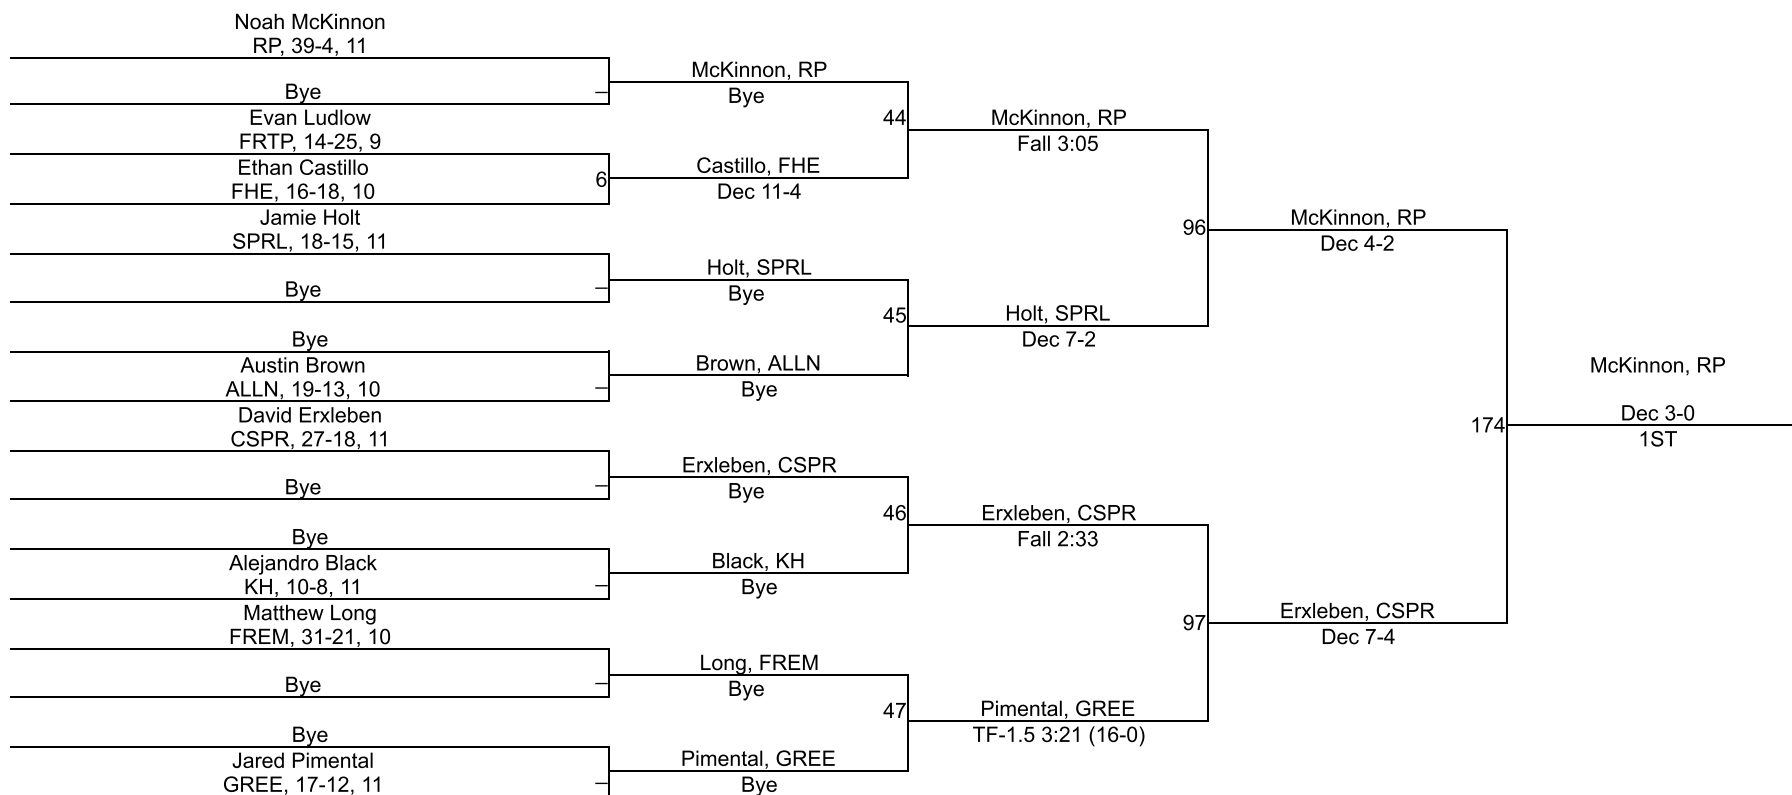 Noah McKinnon
RP, 39-4, 11
Bye
Evan Ludlow
FRTP, 14-25, 9
Ethan Castillo
FHE, 16-18, 10
6
Jamie Holt
SPRL, 18-15, 11
Bye
Bye
Austin Brown
ALLN, 19-13, 10
David Erxleben
CSPR, 27-18, 11
Bye
Bye
Alejandro Black
KH, 10-8, 11
Matthew Long
FREM, 31-21, 10
Bye
Bye
Jared Pimental
GREE, 17-12, 11
McKinnon, RP
Bye
44
Castillo, FHE
Dec 11-4
Holt, SPRL
Bye
45
Brown, ALLN
Bye
Erxleben, CSPR
Bye
46
Black, KH
Bye
Long, FREM
Bye
47
Pimental, GREE
Bye
McKinnon, RP
Fall 3:05
96
Holt, SPRL
Dec 7-2
Erxleben, CSPR
Fall 2:33
97
Pimental, GREE
TF-1.5 3:21 (16-0)
McKinnon, RP
Dec 4-2
174
Erxleben, CSPR
Dec 7-4
McKinnon, RP
Dec 3-0
1ST